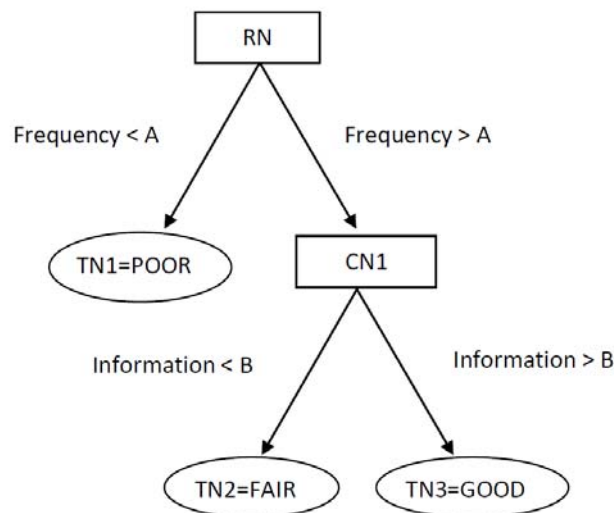 RN
Frequency < A
Frequency > A
TN1=POOR
CN1
Information < B
Information > B
TN2=FAIR
TN3=GOOD